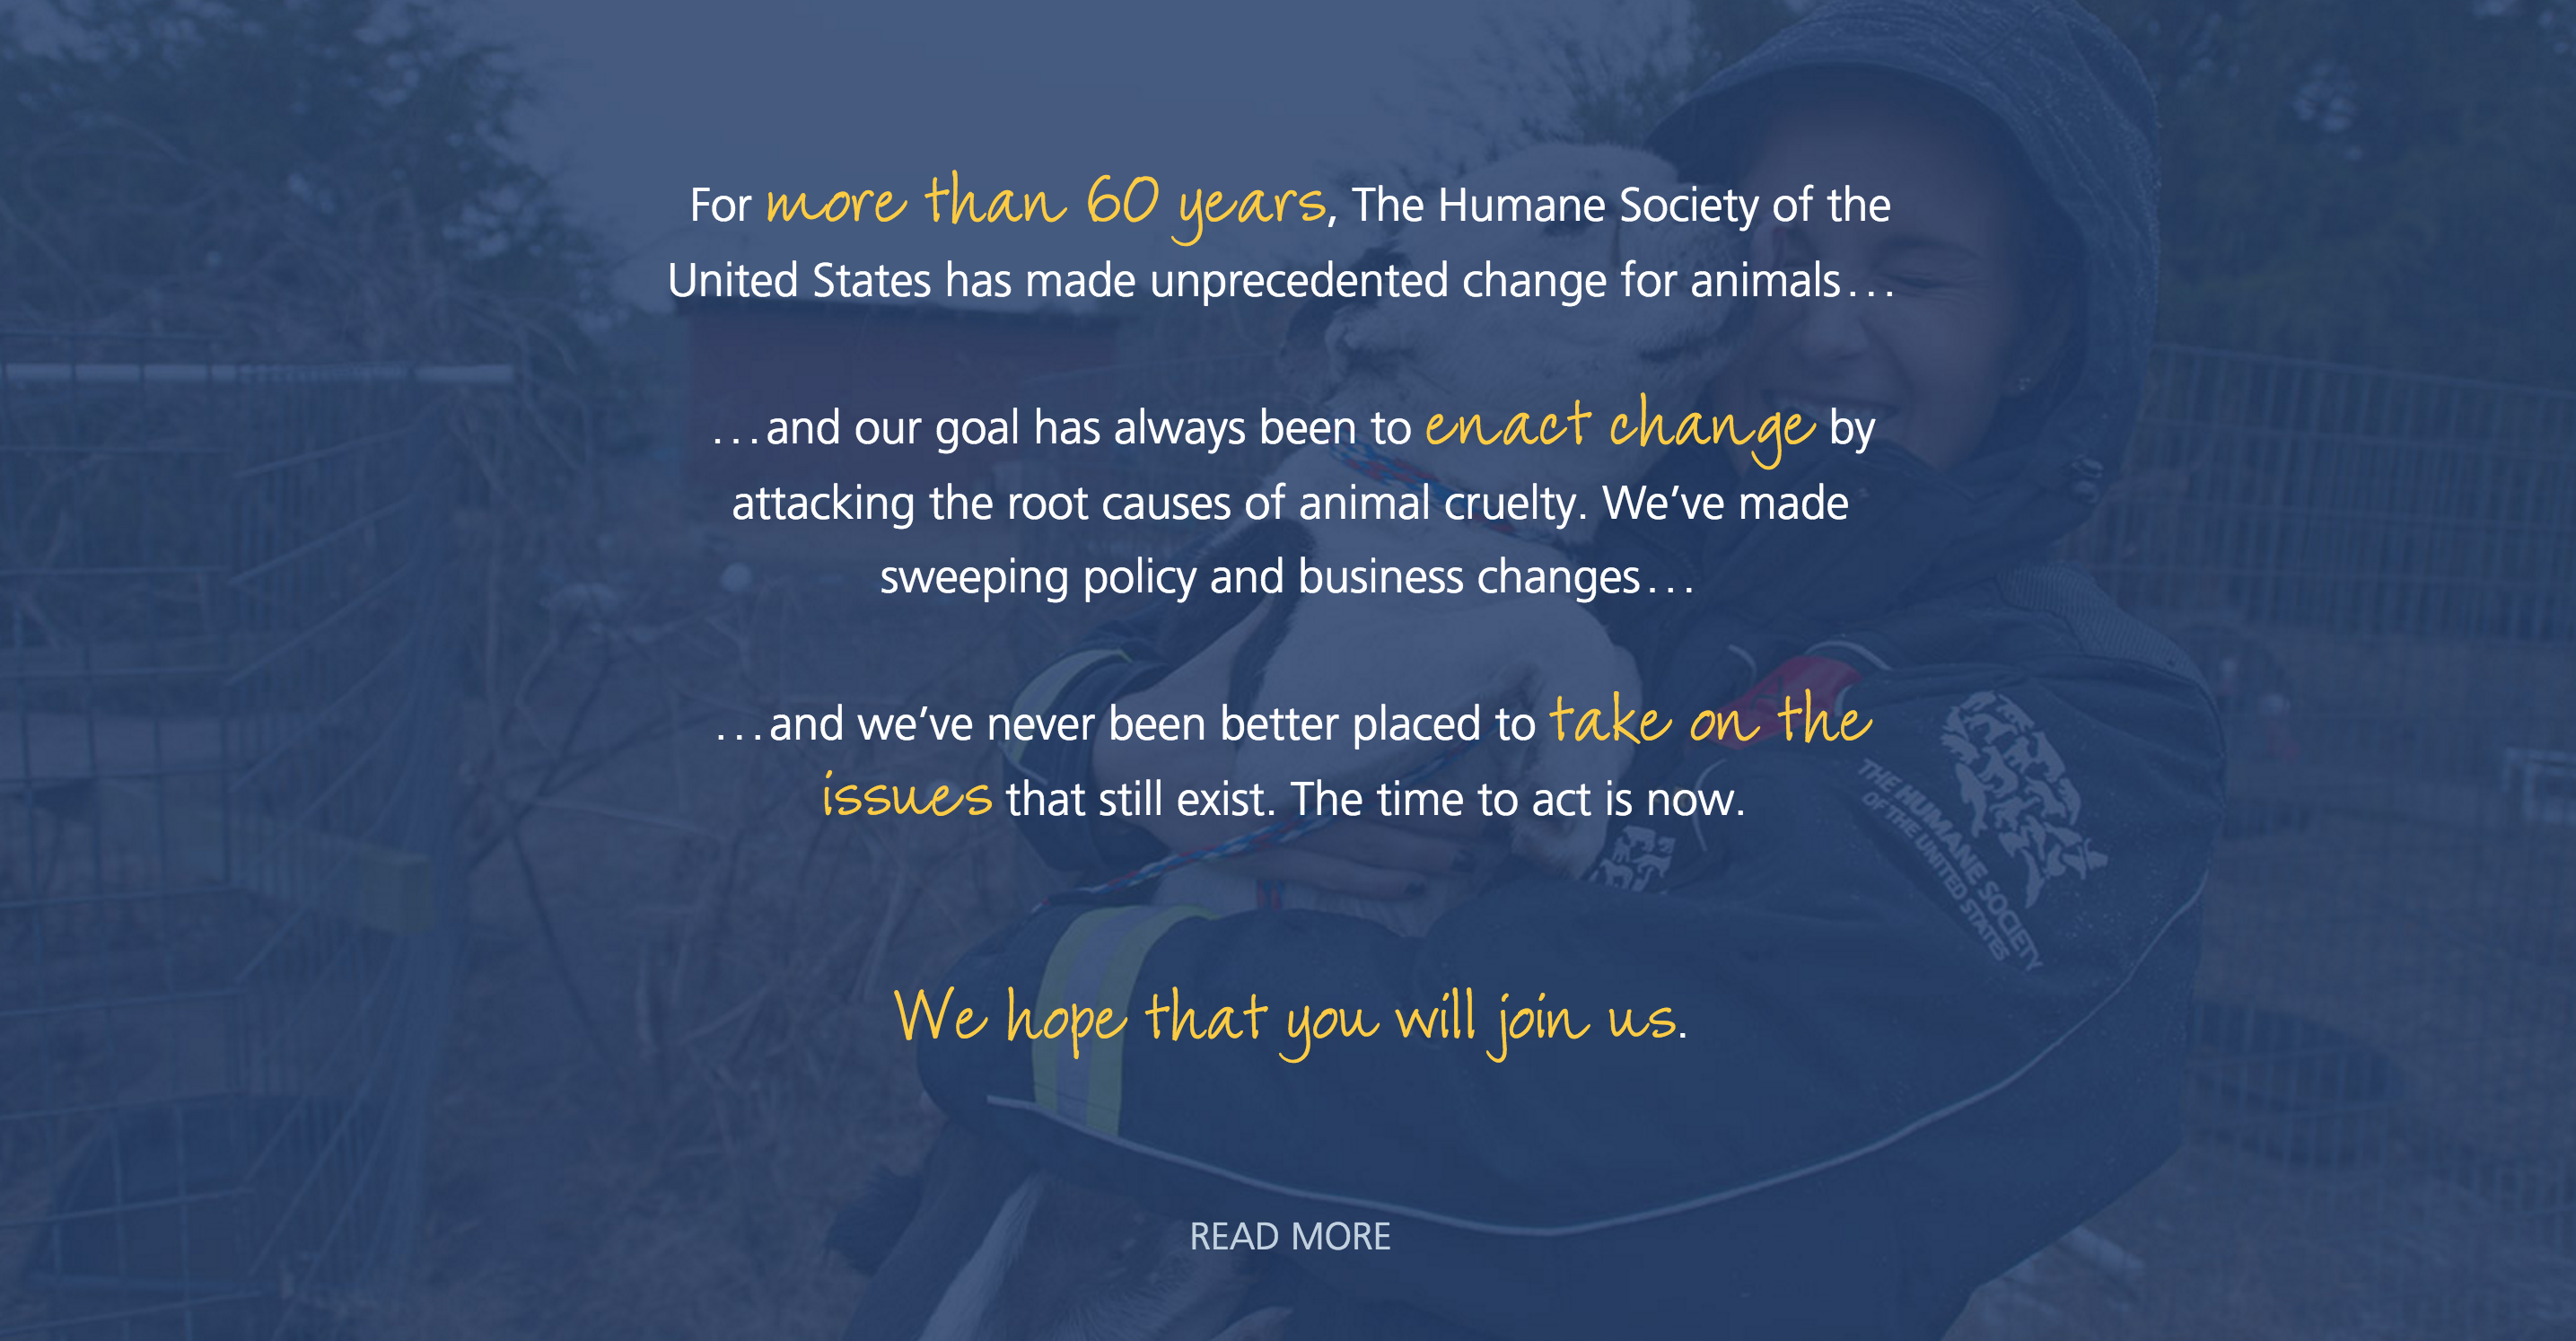 For more than 60 years, The Humane Society of the
United States has made unprecedented change for animals...
...and our goal has always been to enact change by
attacking the root causes of animal cruelty. We’ve made
sweeping policy and business changes...
...and we’ve never been better placed to take on the
issues that still exist. The time to act is now.
THE HUMANE SOCIETY
OF THE UNITED STATES
We hope that you will join us.
READ MORE